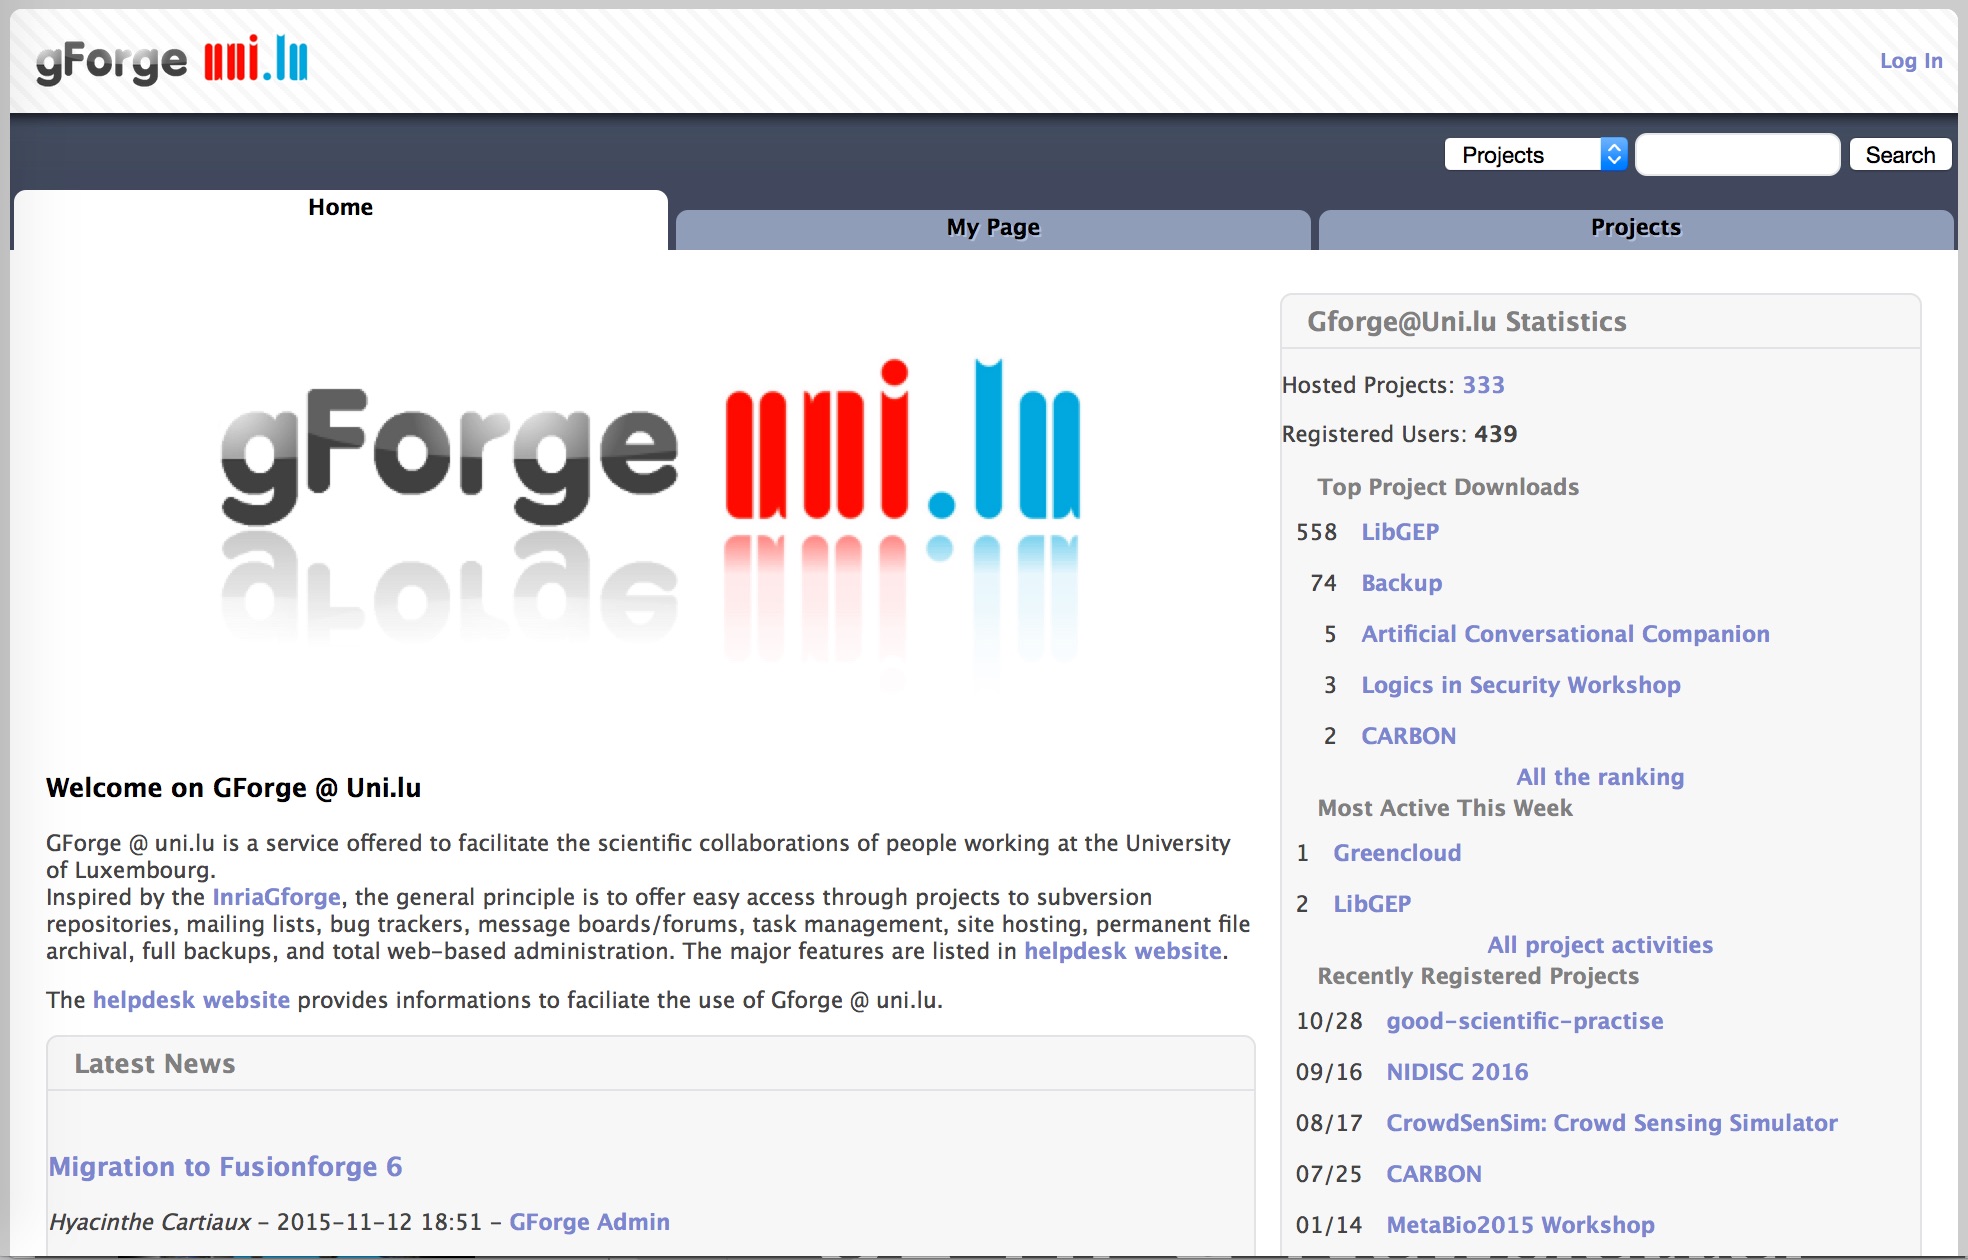 gForge uni.lu
Log In
Projects
Search
Home
My Page
Projects
gForge uni.lu
Welcome on GForge @ Uni.lu
GForge @ uni.lu is a service offered to facilitate the scientific collaborations of people working at the University
of Luxembourg.
Inspired by the InriaGforge, the general principle is to offer easy access through projects to subversion
repositories, mailing lists, bug trackers, message boards/forums, task management, site hosting, permanent file
archival, full backups, and total web-based administration. The major features are listed in helpdesk website.
The helpdesk website provides informations to faciliate the use of Gforge @ uni.lu.
Latest News
Migration to Fusionforge 6
Hyacinthe Cartiaux - 2015-11-12 18:51 - GForge Admin
Gforge@Uni.lu Statistics
Hosted Projects: 333
Registered Users: 439
Top Project Downloads
558 LibGEP
74 Backup
5 Artificial Conversational Companion
3 Logics in Security Workshop
2 CARBON
All the ranking
Most Active This Week
1 Greencloud
2 LibGEP
All project activities
Recently Registered Projects
10/28 good-scientific-practise
09/16 NIDISC 2016
08/17 CrowdSenSim: Crowd Sensing Simulator
07/25 CARBON
01/14 MetaBio2015 Workshop